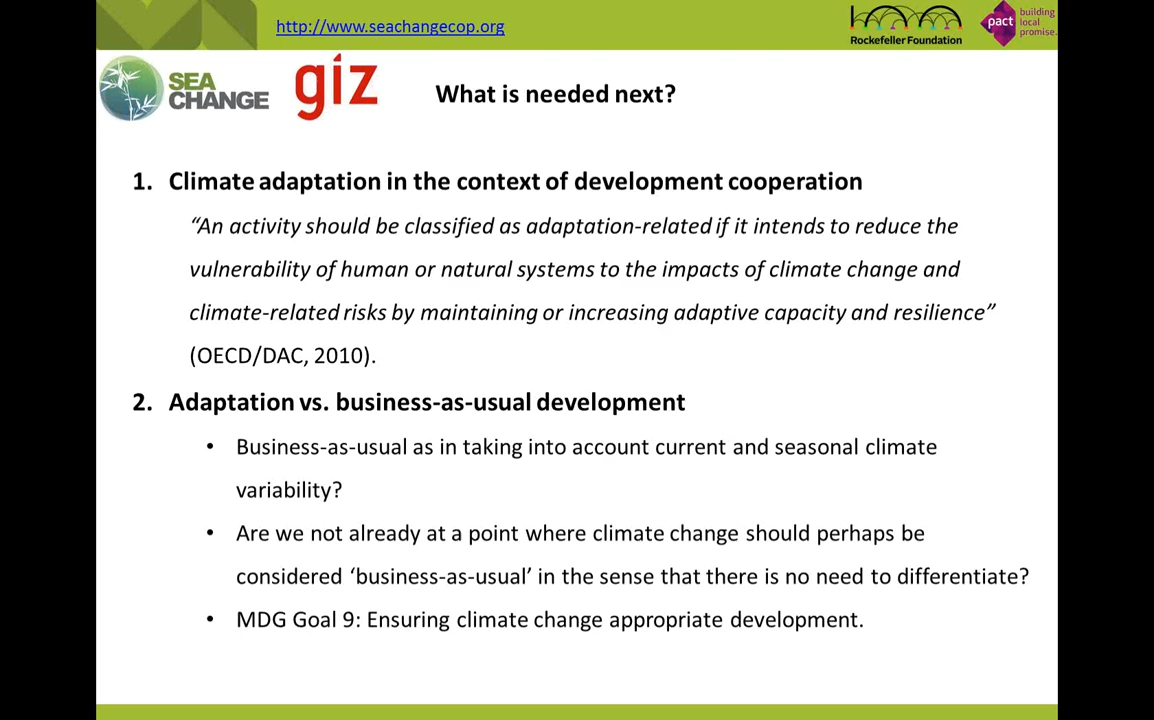 http://www.seachangecop.org
Rockefeller Foundation
pact
building
local
promise.
SEA
CHANGE
giz
What is needed next?
1. Climate adaptation in the context of development cooperation
“An activity should be classified as adaptation-related if it intends to reduce the
vulnerability of human or natural systems to the impacts of climate change and
climate-related risks by maintaining or increasing adaptive capacity and resilience”
(OECD/DAC, 2010).
2. Adaptation vs. business-as-usual development
• Business-as-usual as in taking into account current and seasonal climate
variability?
• Are we not already at a point where climate change should perhaps be
considered ‘business-as-usual’ in the sense that there is no need to differentiate?
• MDG Goal 9: Ensuring climate change appropriate development.